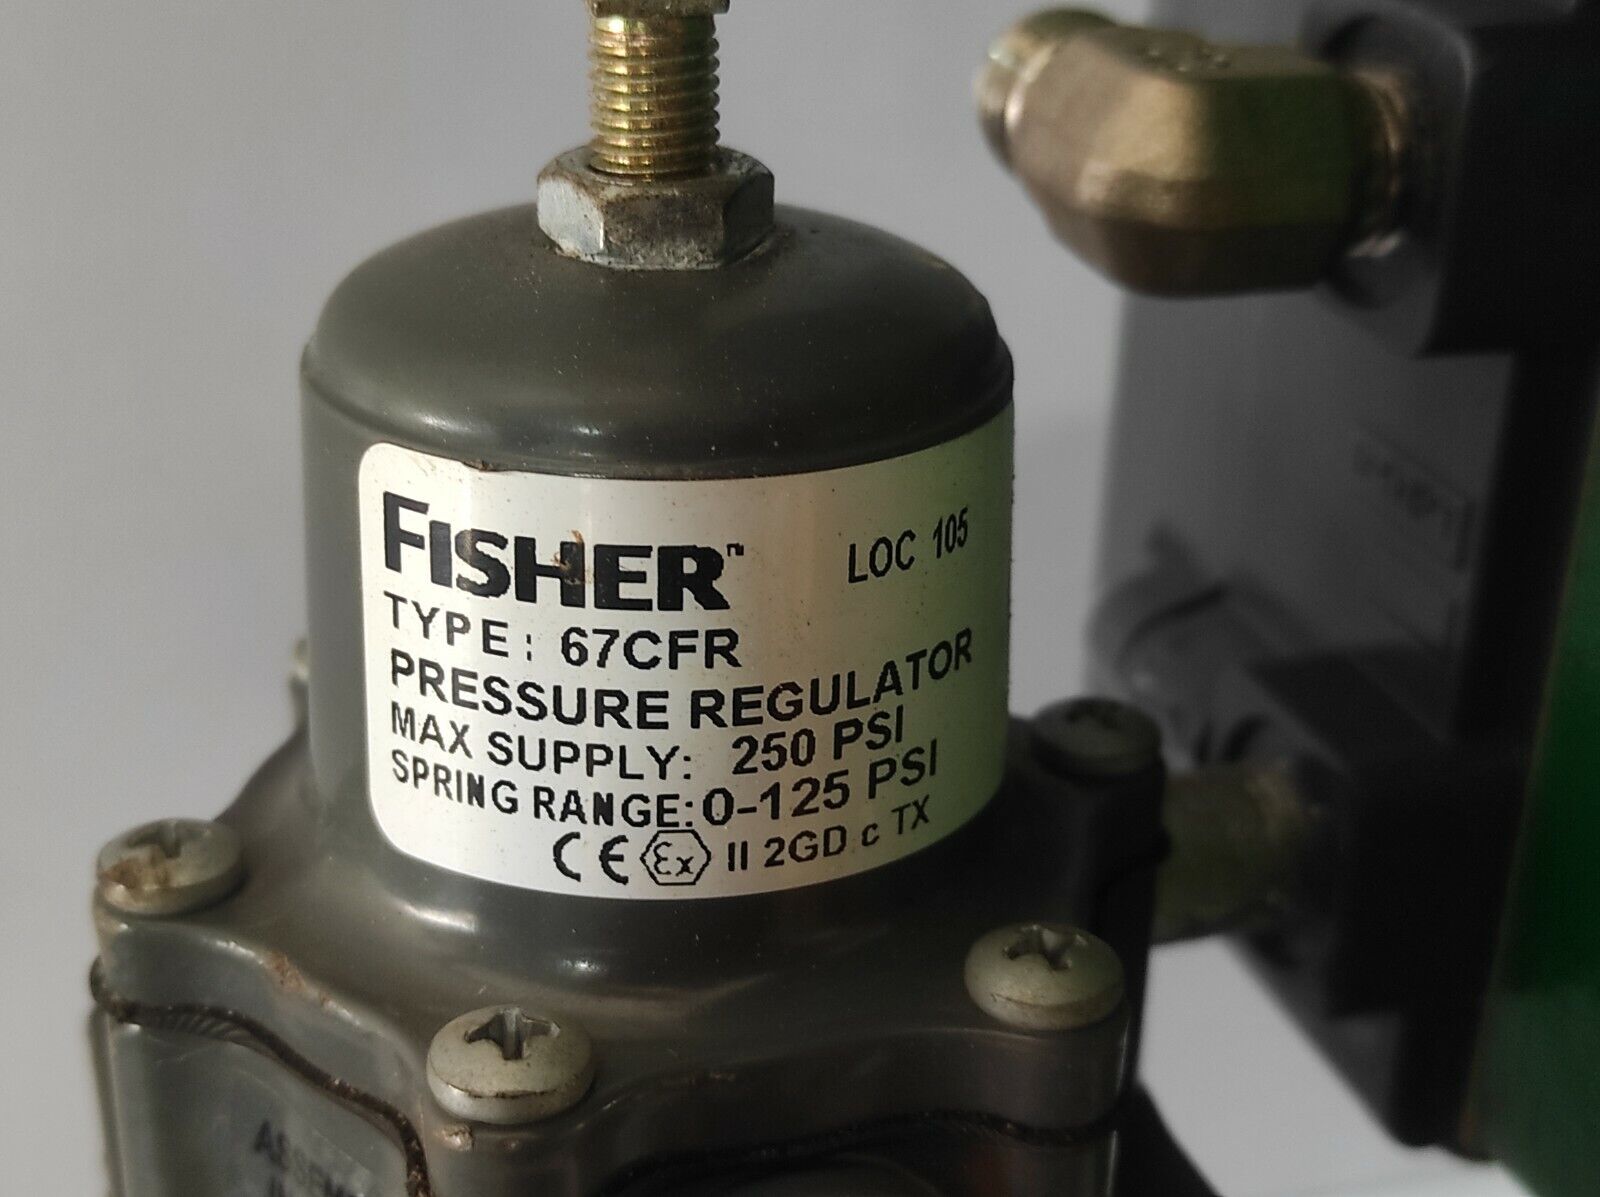 FISHER™ LOC 105
TYPE: 67CFR
PRESSURE REGULATOR
MAX SUPPLY: 250 PSI
SPRING RANGE: 0-125 PSI
CE Ex II 2GD c TX